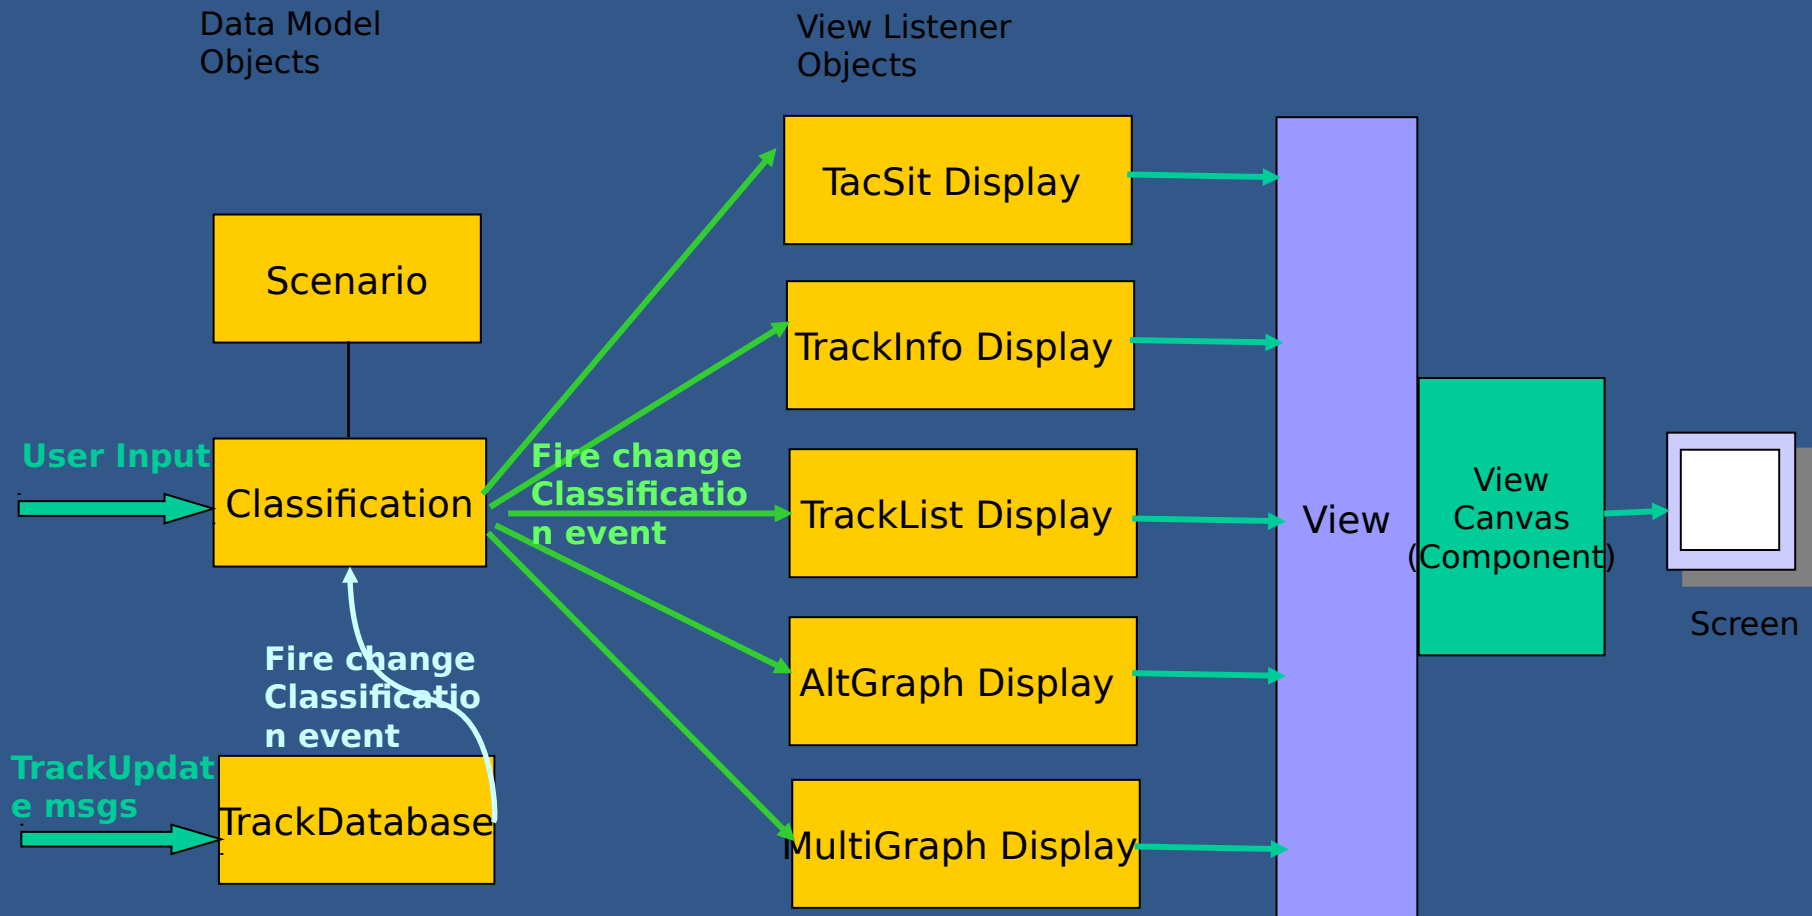 Data Model
Objects
View Listener
Objects
TacSit Display
Scenario
TrackInfo Display
User Input
Classification
Fire change
Classificatio
n event
TrackList Display
View
View
Canvas
(Component)
Screen
Fire change
Classificatio
n event
AltGraph Display
TrackUpdat
e msgs
TrackDatabase
MultiGraph Display